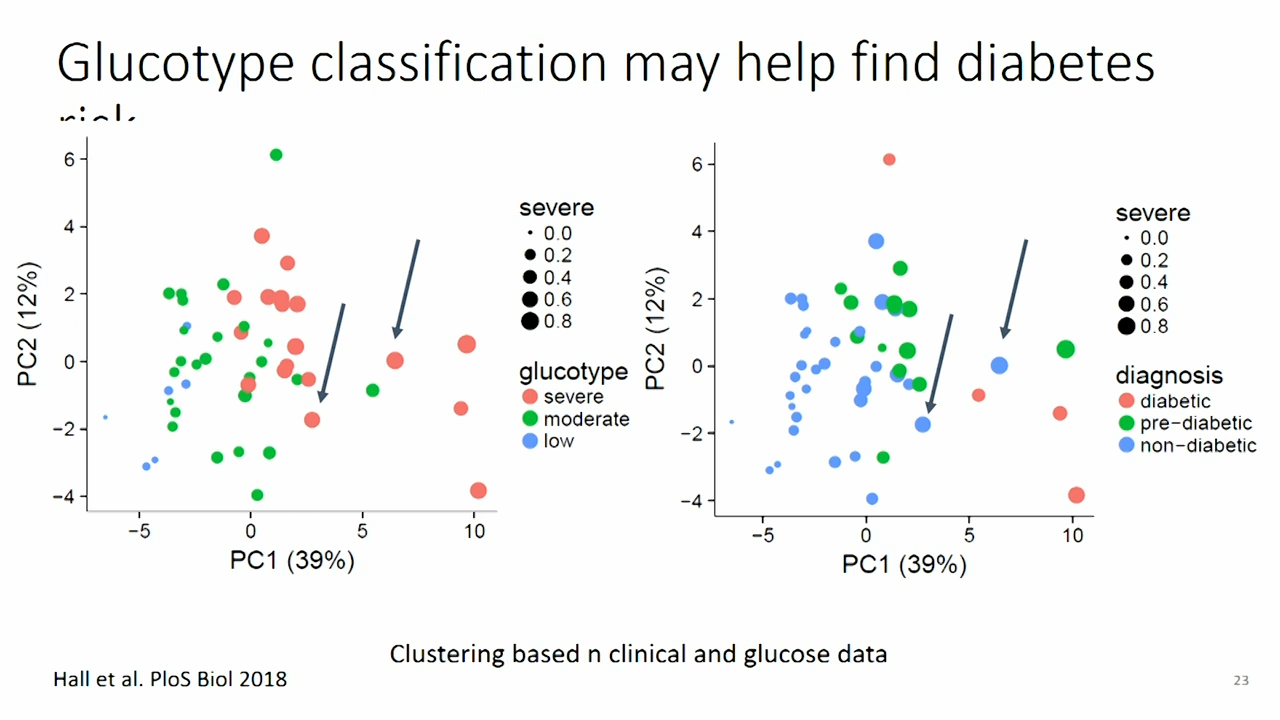 Glucotype classification may help find diabetes
risk
6
4
2
0
−2
−4
−5
0
5
10
PC2 (12%)
PC1 (39%)
severe
0.0
0.2
0.4
0.6
0.8
glucotype
severe
moderate
low
6
4
2
0
−2
−4
−5
0
5
10
PC2 (12%)
PC1 (39%)
severe
0.0
0.2
0.4
0.6
0.8
diagnosis
diabetic
pre−diabetic
non−diabetic
Clustering based n clinical and glucose data
Hall et al. PloS Biol 2018
23